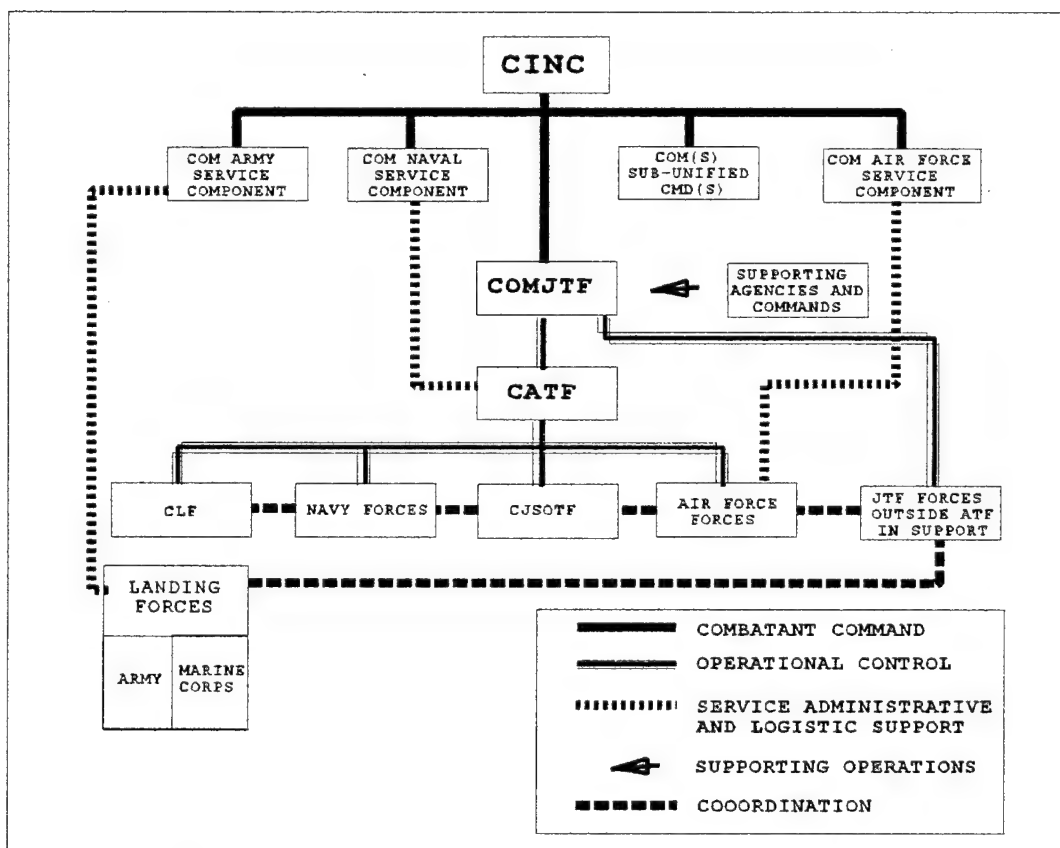 CINC
COM ARMY
SERVICE
COMPONENT
COM NAVAL
SERVICE
COMPONENT
COM(S)
SUB-UNIFIED
CMD(S)
COM AIR FORCE
SERVICE
COMPONENT
COMJTF
SUPPORTING
AGENCIES AND
COMMANDS
CATF
CLF
NAVY FORCES
CJSOTF
AIR FORCE
FORCES
JTF FORCES
OUTSIDE ATF
IN SUPPORT
LANDING
FORCES
ARMY
MARINE
CORPS
COMBATANT COMMAND
OPERATIONAL CONTROL
SERVICE ADMINISTRATIVE
AND LOGISTIC SUPPORT
SUPPORTING OPERATIONS
COOORDINATION